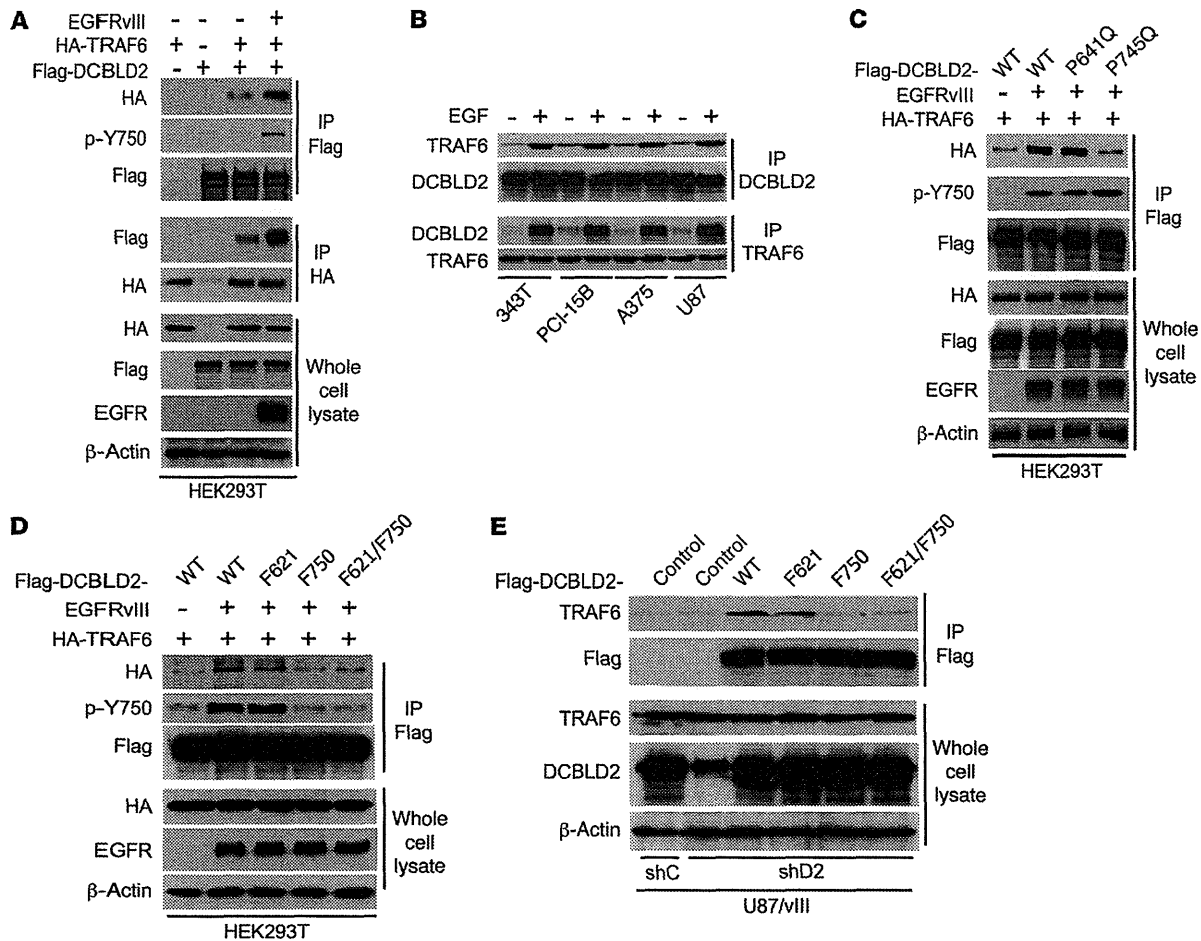 A
EGFRvIII - - - +
HA-TRAF6 + - + +
Flag-DCBLD2 - + + +
HA
p-Y750
Flag
IP
Flag
Flag
HA
IP
HA
HA
Flag
EGFR
β-Actin
Whole
cell
lysate
HEK293T
B
EGF - + - + - + - +
TRAF6
DCBLD2
IP
DCBLD2
DCBLD2
TRAF6
IP
TRAF6
343T PCI-15B A375 U87
C
Flag-DCBLD2- WT WT P641Q P745Q
EGFRvIII - + + +
HA-TRAF6 + + + +
HA
p-Y750
Flag
IP
Flag
HA
Flag
EGFR
β-Actin
Whole
cell
lysate
HEK293T
D
Flag-DCBLD2- WT WT F621 F750 F621/F750
EGFRvIII - + + + +
HA-TRAF6 + + + + +
HA
p-Y750
Flag
IP
Flag
HA
EGFR
β-Actin
Whole
cell
lysate
HEK293T
E
Flag-DCBLD2- Control Control WT F621 F750 F621/F750
TRAF6
Flag
IP
Flag
TRAF6
DCBLD2
β-Actin
Whole
cell
lysate
shC shD2
U87/vIII